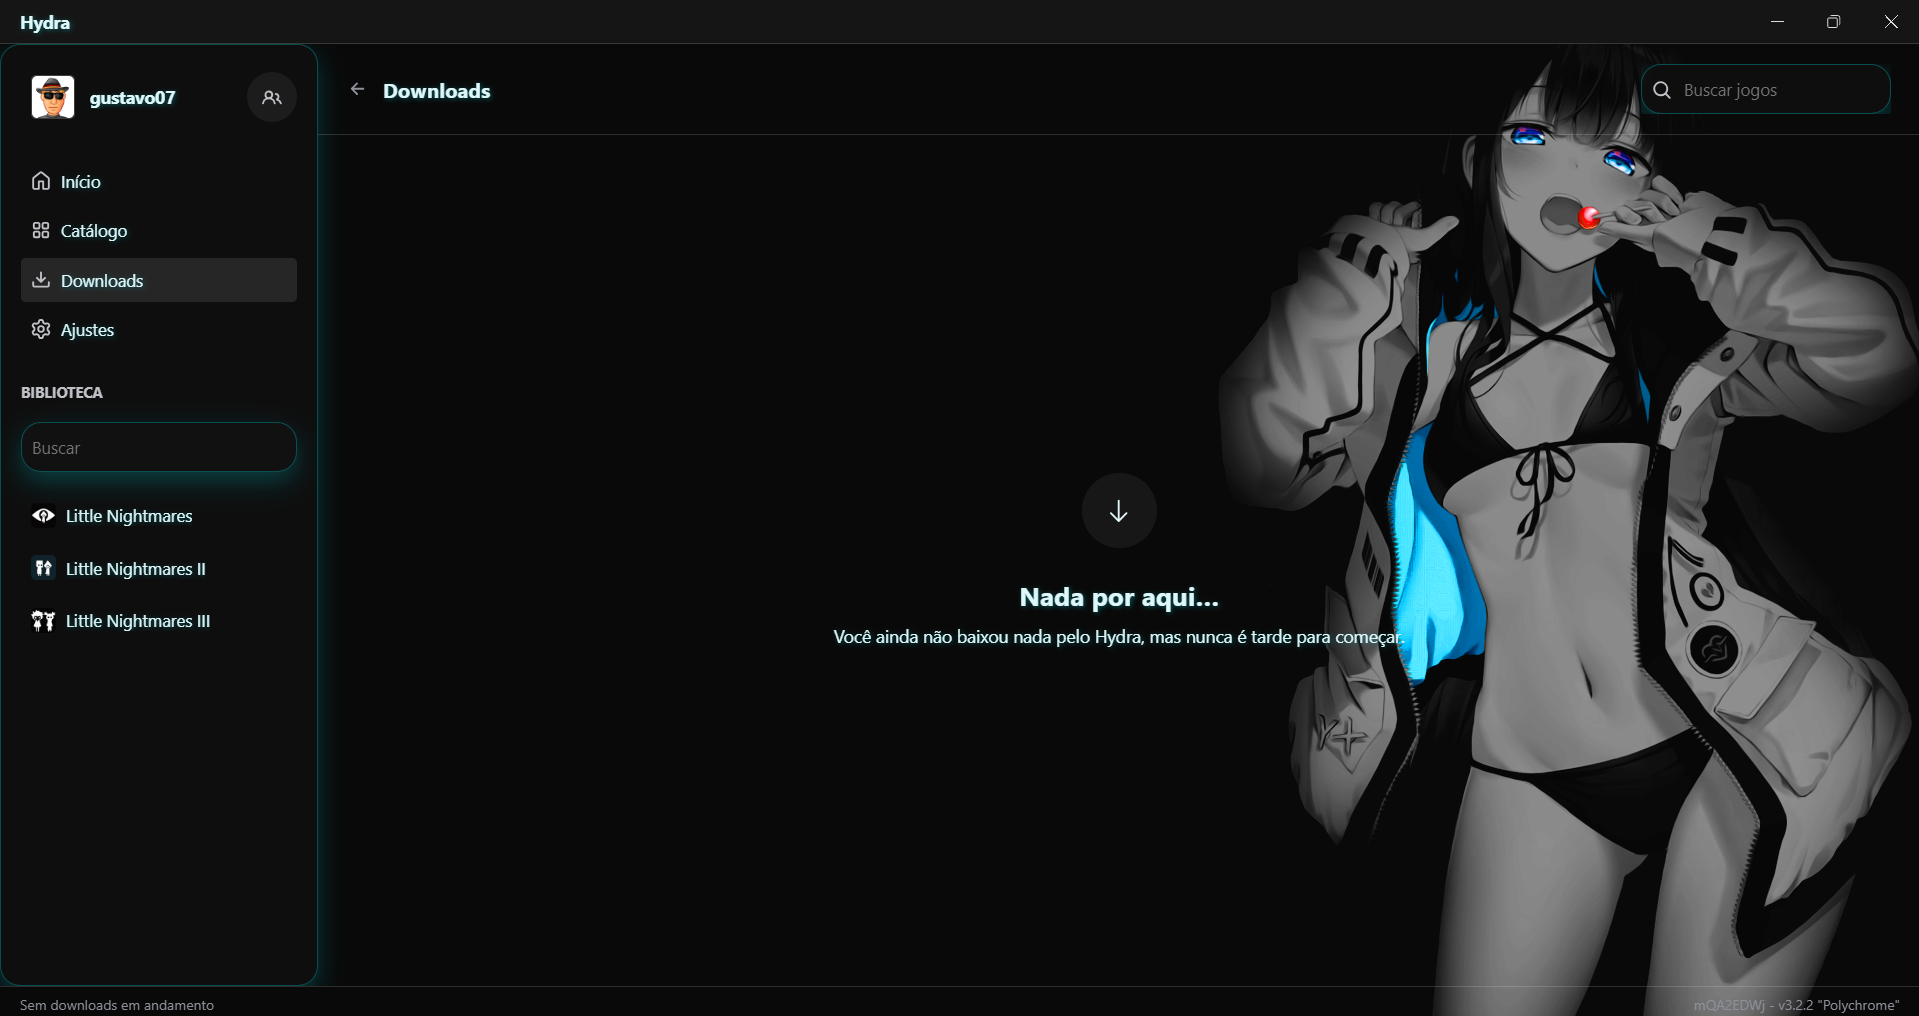 Hydra
gustavo07
Início
Catálogo
Downloads
Ajustes
BIBLIOTECA
Buscar
Little Nightmares
Little Nightmares II
Little Nightmares III
Downloads
Buscar jogos
Nada por aqui...
Você ainda não baixou nada pelo Hydra, mas nunca é tarde para começar.
Y+
Sem downloads em andamento
mQA2EDWj - v3.2.2 "Polychrome"